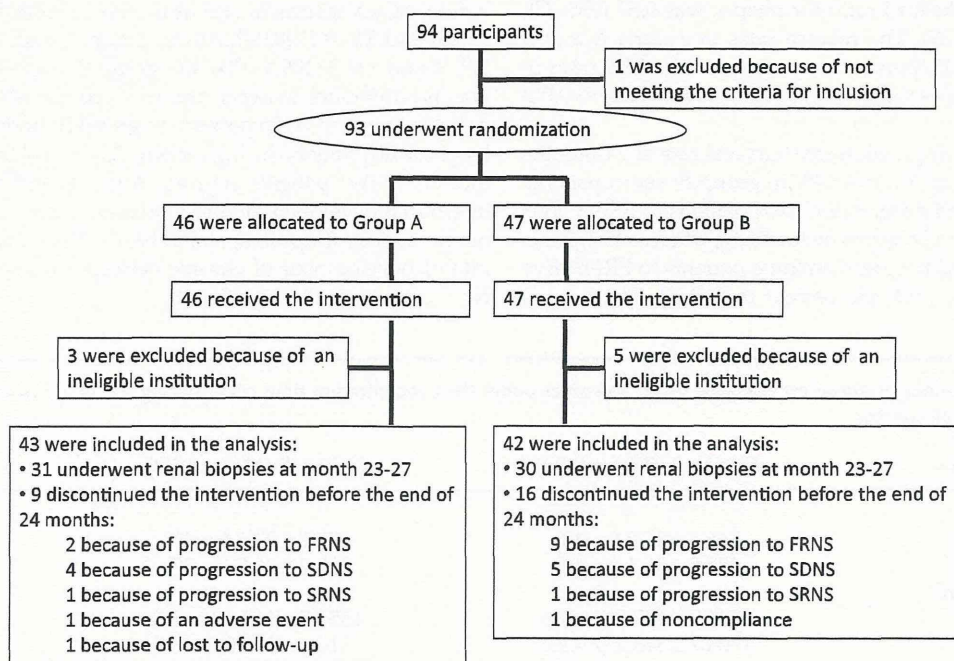 94 participants
1 was excluded because of not
meeting the criteria for inclusion
93 underwent randomization
46 were allocated to Group A
47 were allocated to Group B
46 received the intervention
47 received the intervention
3 were excluded because of an
ineligible institution
5 were excluded because of an
ineligible institution
43 were included in the analysis:
• 31 underwent renal biopsies at month 23-27
• 9 discontinued the intervention before the end of
24 months:
2 because of progression to FRNS
4 because of progression to SDNS
1 because of progression to SRNS
1 because of an adverse event
1 because of lost to follow-up
42 were included in the analysis:
• 30 underwent renal biopsies at month 23-27
• 16 discontinued the intervention before the end of
24 months:
9 because of progression to FRNS
5 because of progression to SDNS
1 because of progression to SRNS
1 because of noncompliance